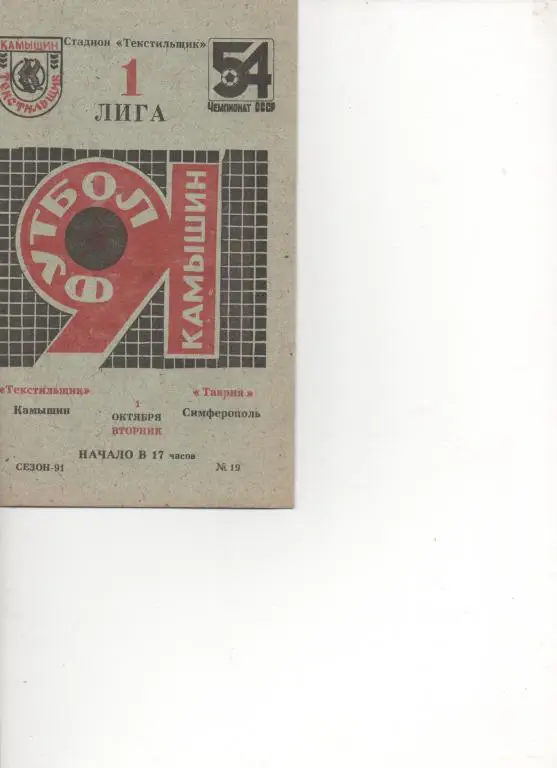 КАМЫШИН
ТЕКСТИЛЬЩИК
Стадион «Текстильщик»
54
Чемпионат СССР
1
ЛИГА
ФУТБОЛ
91
КАМЫШИН
«Текстильщик»
Камышин
1
ОКТЯБРЯ
ВТОРНИК
«Таврия»
Симферополь
НАЧАЛО В 17 часов
СЕЗОН-91
№ 19